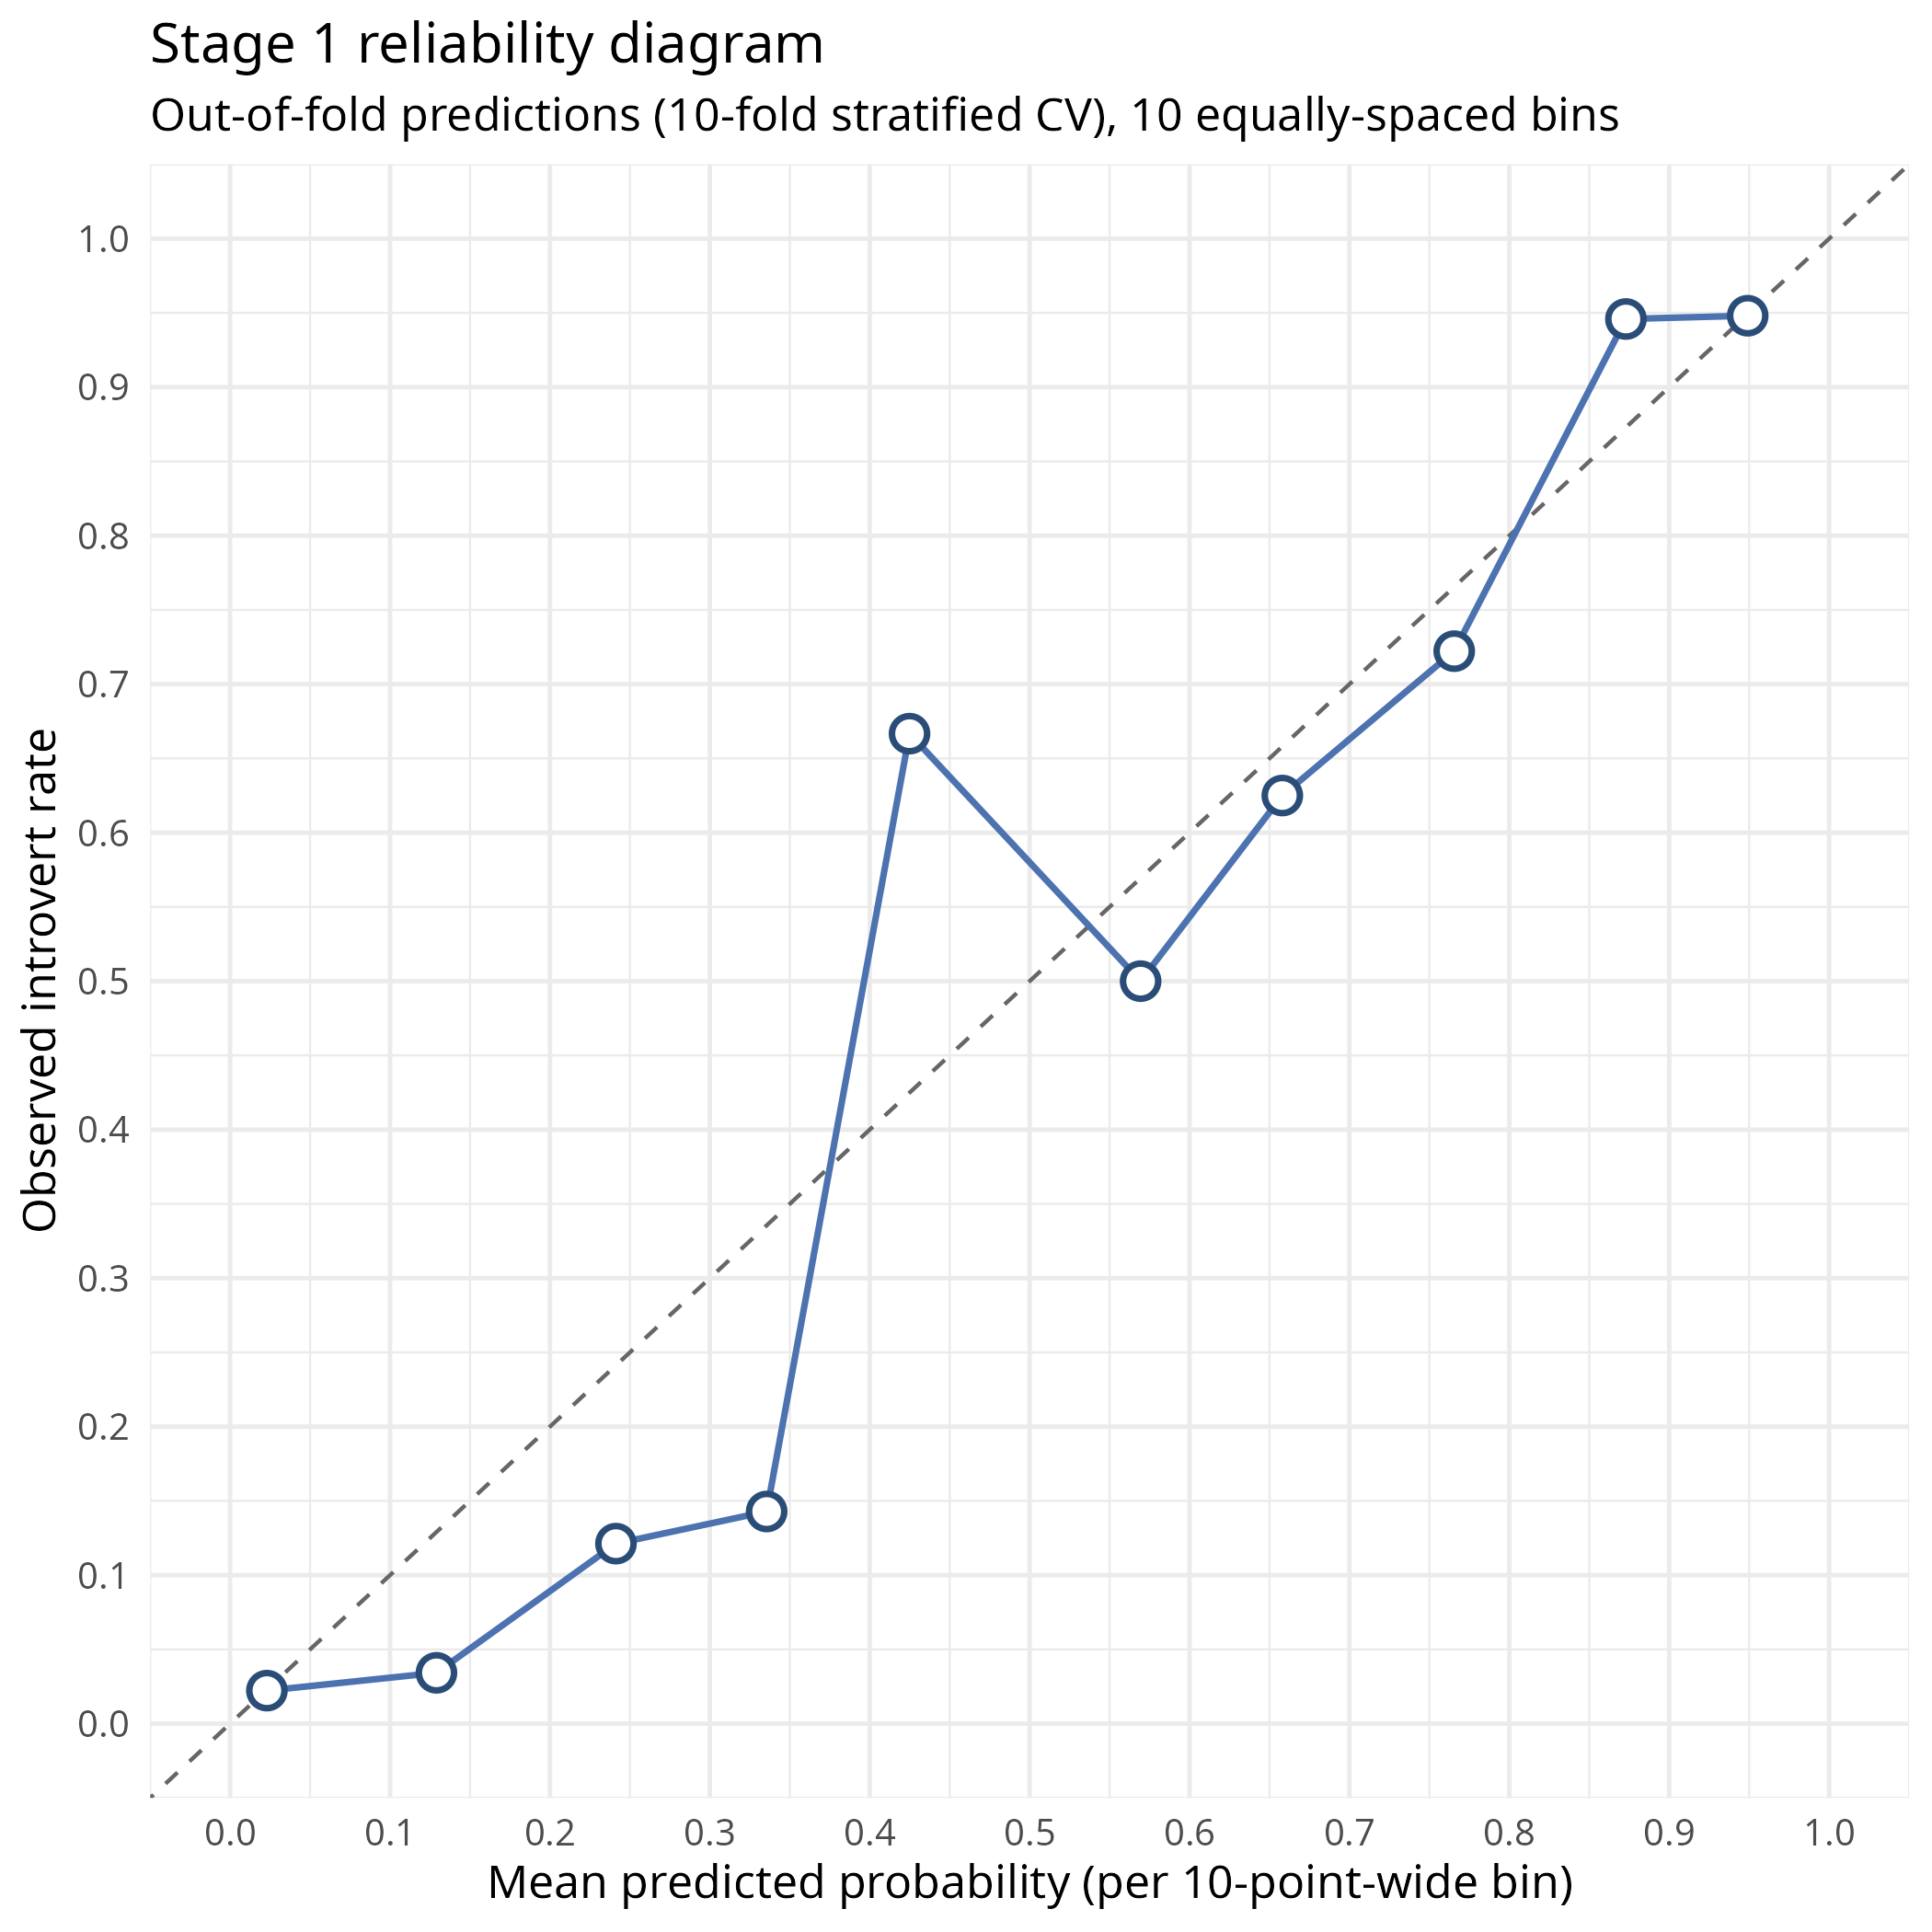 Stage 1 reliability diagram
Out-of-fold predictions (10-fold stratified CV), 10 equally-spaced bins
Observed introvert rate
1.0
0.9
0.8
0.7
0.6
0.5
0.4
0.3
0.2
0.1
0.0
0.0 0.1 0.2 0.3 0.4 0.5 0.6 0.7 0.8 0.9 1.0
Mean predicted probability (per 10-point-wide bin)